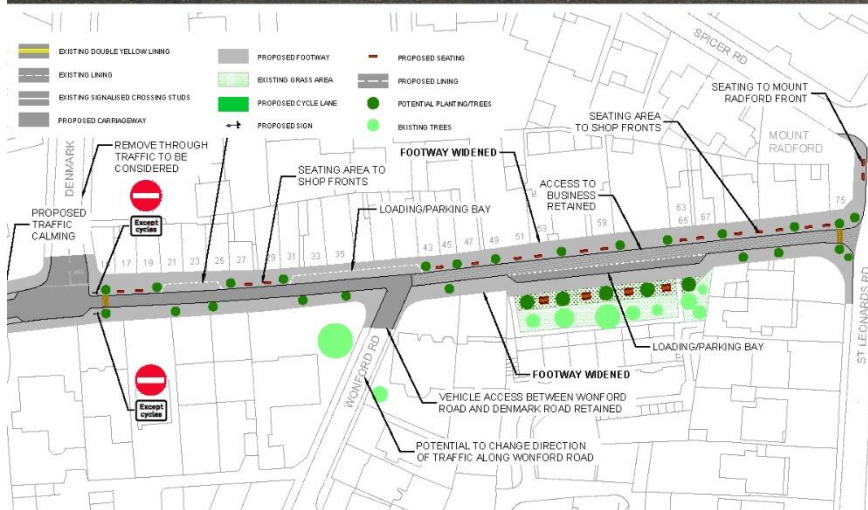 EXISTING DOUBLE YELLOW LINING
EXISTING LINING
EXISTING SIGNALISED CROSSING STUDS
PROPOSED CARRIAGEWAY
PROPOSED FOOTWAY
EXISTING GRASS AREA
PROPOSED CYCLE LANE
PROPOSED SIGN
PROPOSED SEATING
PROPOSED LINING
POTENTIAL PLANTING/TREES
EXISTING TREES
SPICER RD
SEATING TO MOUNT
RADFORD FRONT
MOUNT
RADFORD
SEATING AREA
TO SHOP FRONTS
FOOTWAY WIDENED
ACCESS TO
BUSINESS
RETAINED
DENMARK
REMOVE THROUGH
TRAFFIC TO BE
CONSIDERED
SEATING AREA TO
SHOP FRONTS
LOADING/PARKING BAY
PROPOSED
TRAFFIC
CALMING
Except
cycles
17
19
21
23
25
27
29
31
33
35
43
45
47
49
51
53
59
63
65
67
75
Except
cycles
WONFORD RD
LOADING/PARKING BAY
FOOTWAY WIDENED
VEHICLE ACCESS BETWEEN WONFORD
ROAD AND DENMARK ROAD RETAINED
POTENTIAL TO CHANGE DIRECTION
OF TRAFFIC ALONG WONFORD ROAD
ST LEONARDS RD